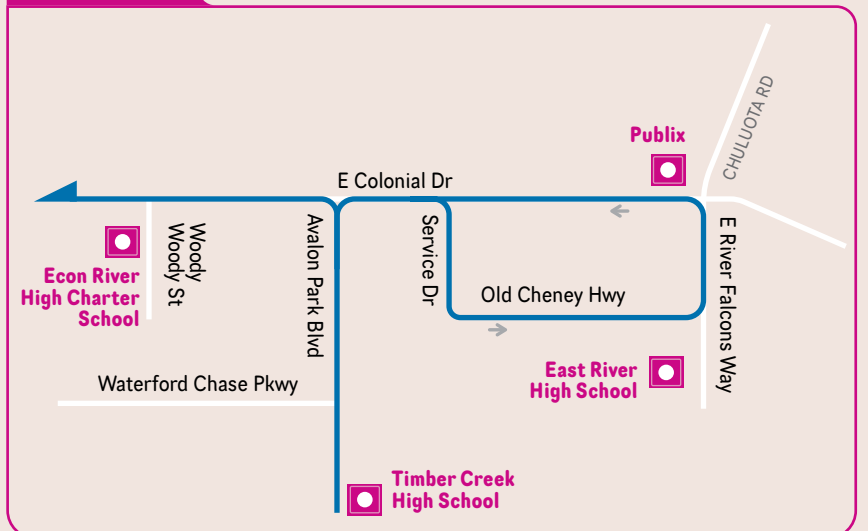 CHULUOTA RD
Publix
E Colonial Dr
Woody
Woody St
Avalon Park Blvd
Service Dr
E River Falcons Way
Econ River
High Charter
School
Old Cheney Hwy
East River
High School
Waterford Chase Pkwy
Timber Creek
High School